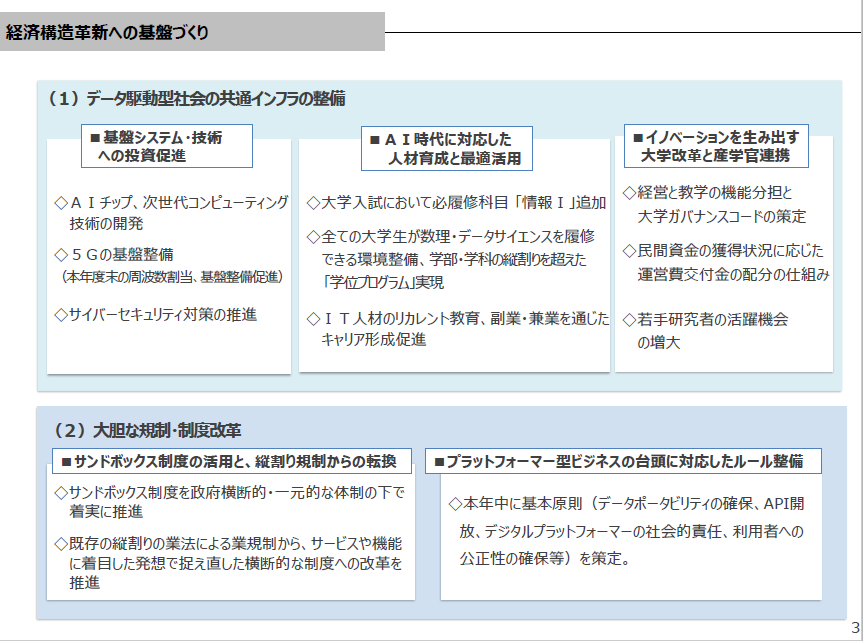 経済構造革新への基盤づくり
（１）データ駆動型社会の共通インフラの整備
■基盤システム・技術
への投資促進
◇ＡＩチップ、次世代コンピューティング
技術の開発
◇５Ｇの基盤整備
（本年度末の周波数割当、基盤整備促進）
◇サイバーセキュリティ対策の推進
■ＡＩ時代に対応した
人材育成と最適活用
◇大学入試において必履修科目「情報Ⅰ」追加
◇全ての大学生が数理・データサイエンスを履修
できる環境整備、学部・学科の縦割りを超えた
「学位プログラム」実現
◇ＩＴ人材のリカレント教育、副業・兼業を通じた
キャリア形成促進
■イノベーションを生み出す
大学改革と産学官連携
◇経営と教学の機能分担と
大学ガバナンスコードの策定
◇民間資金の獲得状況に応じた
運営費交付金の配分の仕組み
◇若手研究者の活躍機会
の増大
（２）大胆な規制・制度改革
■サンドボックス制度の活用と、縦割り規制からの転換
◇サンドボックス制度を政府横断的・一元的な体制の下で
着実に推進
◇既存の縦割りの業法による業規制から、サービスや機能
に着目した発想で捉え直した横断的な制度への改革を
推進
■プラットフォーマー型ビジネスの台頭に対応したルール整備
◇本年中に基本原則（データポータビリティの確保、API開
放、デジタルプラットフォーマーの社会的責任、利用者への
公正性の確保等）を策定。
3